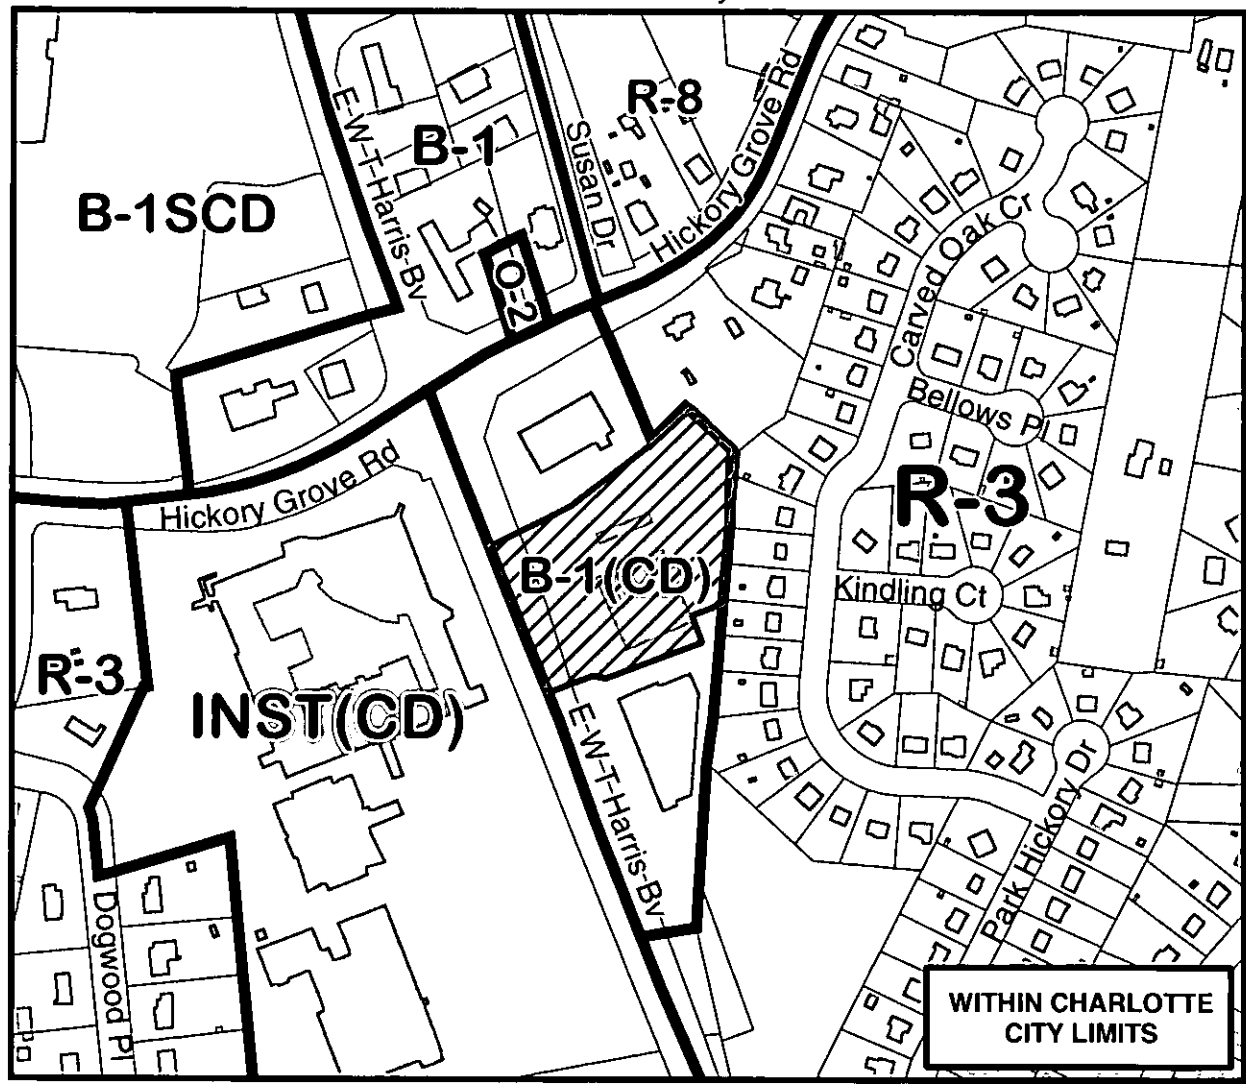 R-8
B-1
E-W-T-Harris-Bv
Susan Dr
Hickory Grove Rd
B-1SCD
O-2
Carved Oak Cr
Bellows Pl
Hickory Grove Rd
R-3
B-1(CD)
Kindling Ct
R-3
INST(CD)
E-W-T-Harris-Bv
Park Hickory Dr
Dogwood Pl
WITHIN CHARLOTTE
CITY LIMITS